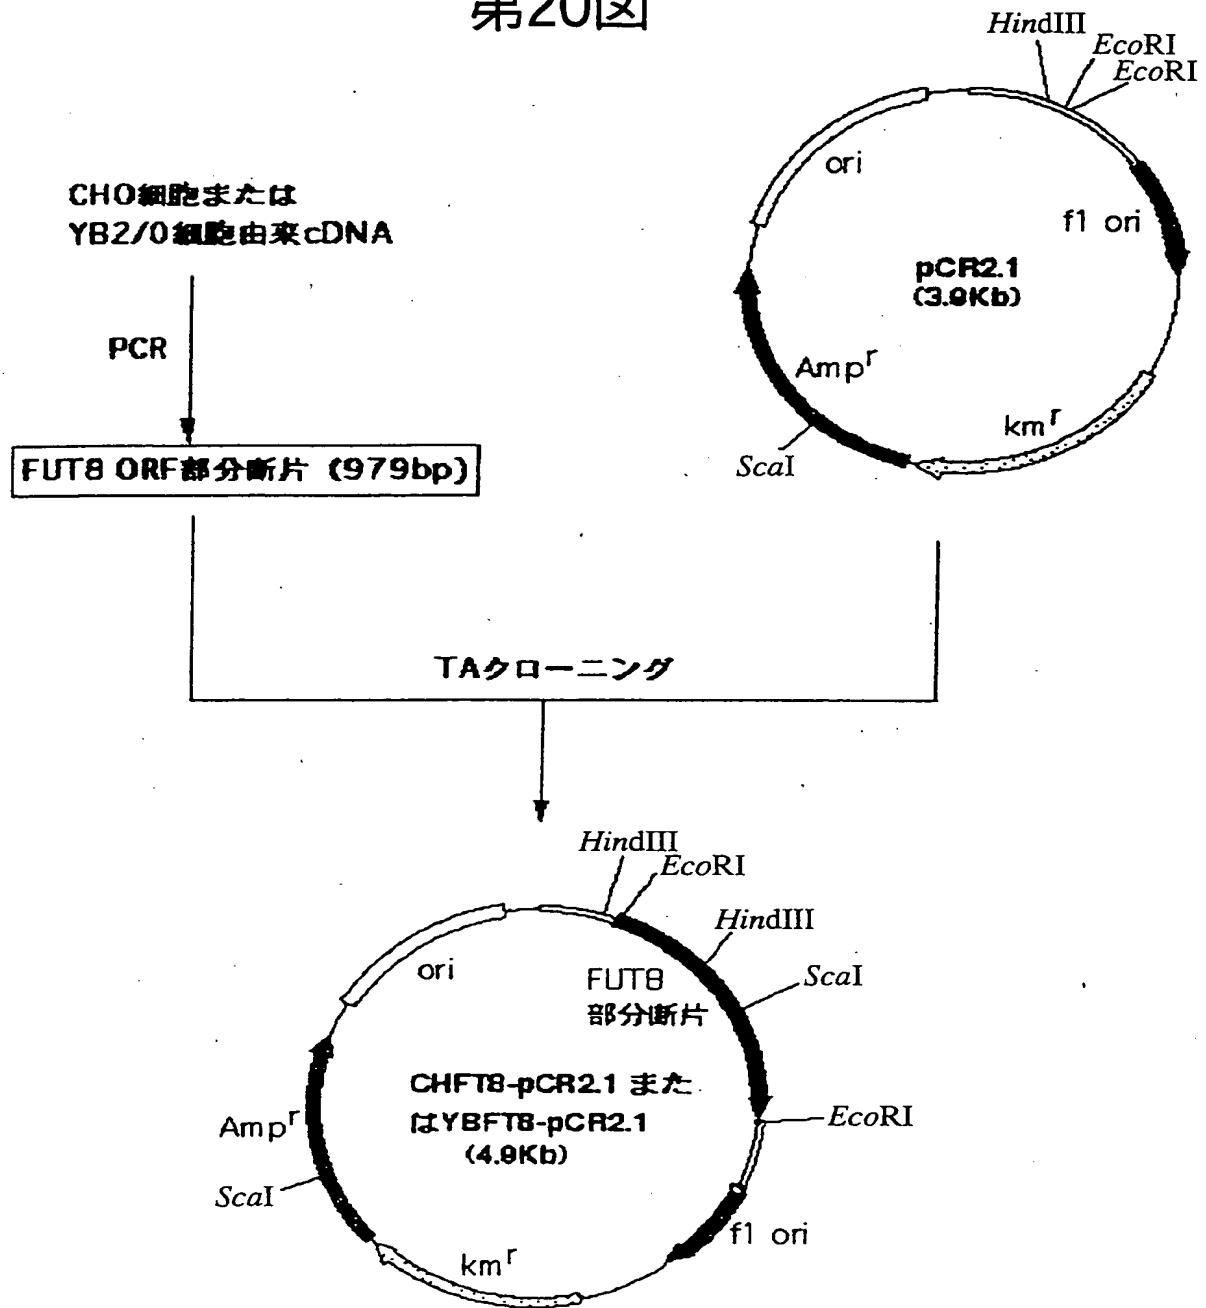 第20図
HindIII
EcoRI
EcoRI
ori
f1 ori
pCR2.1
(3.9Kb)
Ampr
kmr
ScaI
CHO細胞または
YB2/0細胞由来cDNA
PCR
FUT8 ORF部分断片 (979bp)
TAクローニング
HindIII
EcoRI
HindIII
ScaI
ori
FUT8
部分断片
CHFT8-pCR2.1 また
はYBFT8-pCR2.1
(4.9Kb)
EcoRI
Ampr
ScaI
f1 ori
kmr